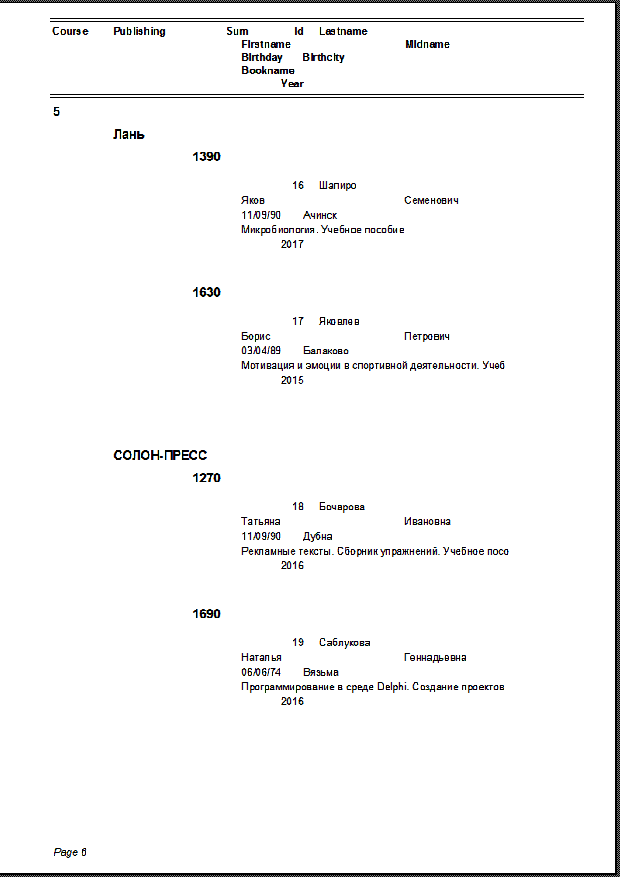 Course Publishing Sum Id Lastname
Firstname Midname
Birthday Birthcity
Bookname
Year
5
Лань
1390
16 Шапиро
Яков Семенович
11/09/90 Ачинск
Микробиология. Учебное пособие
2017
1630
17 Яковлев
Борис Петрович
03/04/89 Балаково
Мотивация и эмоции в спортивной деятельности. Учеб
2015
СОЛОН-ПРЕСС
1270
18 Бочарова
Татьяна Ивановна
11/09/90 Дубна
Рекламные тексты. Сборник упражнений. Учебное посо
2016
1690
19 Саблукова
Наталья Геннадьевна
06/06/74 Вязьма
Программирование в среде Delphi. Создание проектов
2016
Page 6